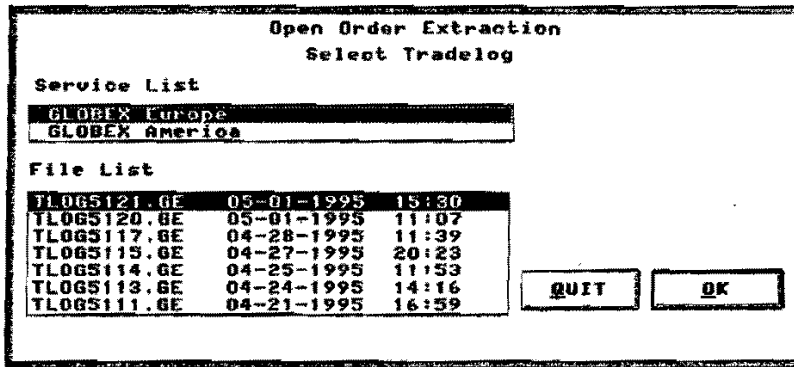 Open Order Extraction
Select Tradelog
Service List
GLOBEX Europe
GLOBEX America
File List
TLOG5121.GE 05-01-1995 15:30
TLOG5120.GE 05-01-1995 11:07
TLOG5117.GE 04-28-1995 11:39
TLOG5115.GE 04-27-1995 20:23
TLOG5114.GE 04-25-1995 11:53
TLOG5113.GE 04-24-1995 14:16
TLOG5111.GE 04-21-1995 16:59
QUIT OK